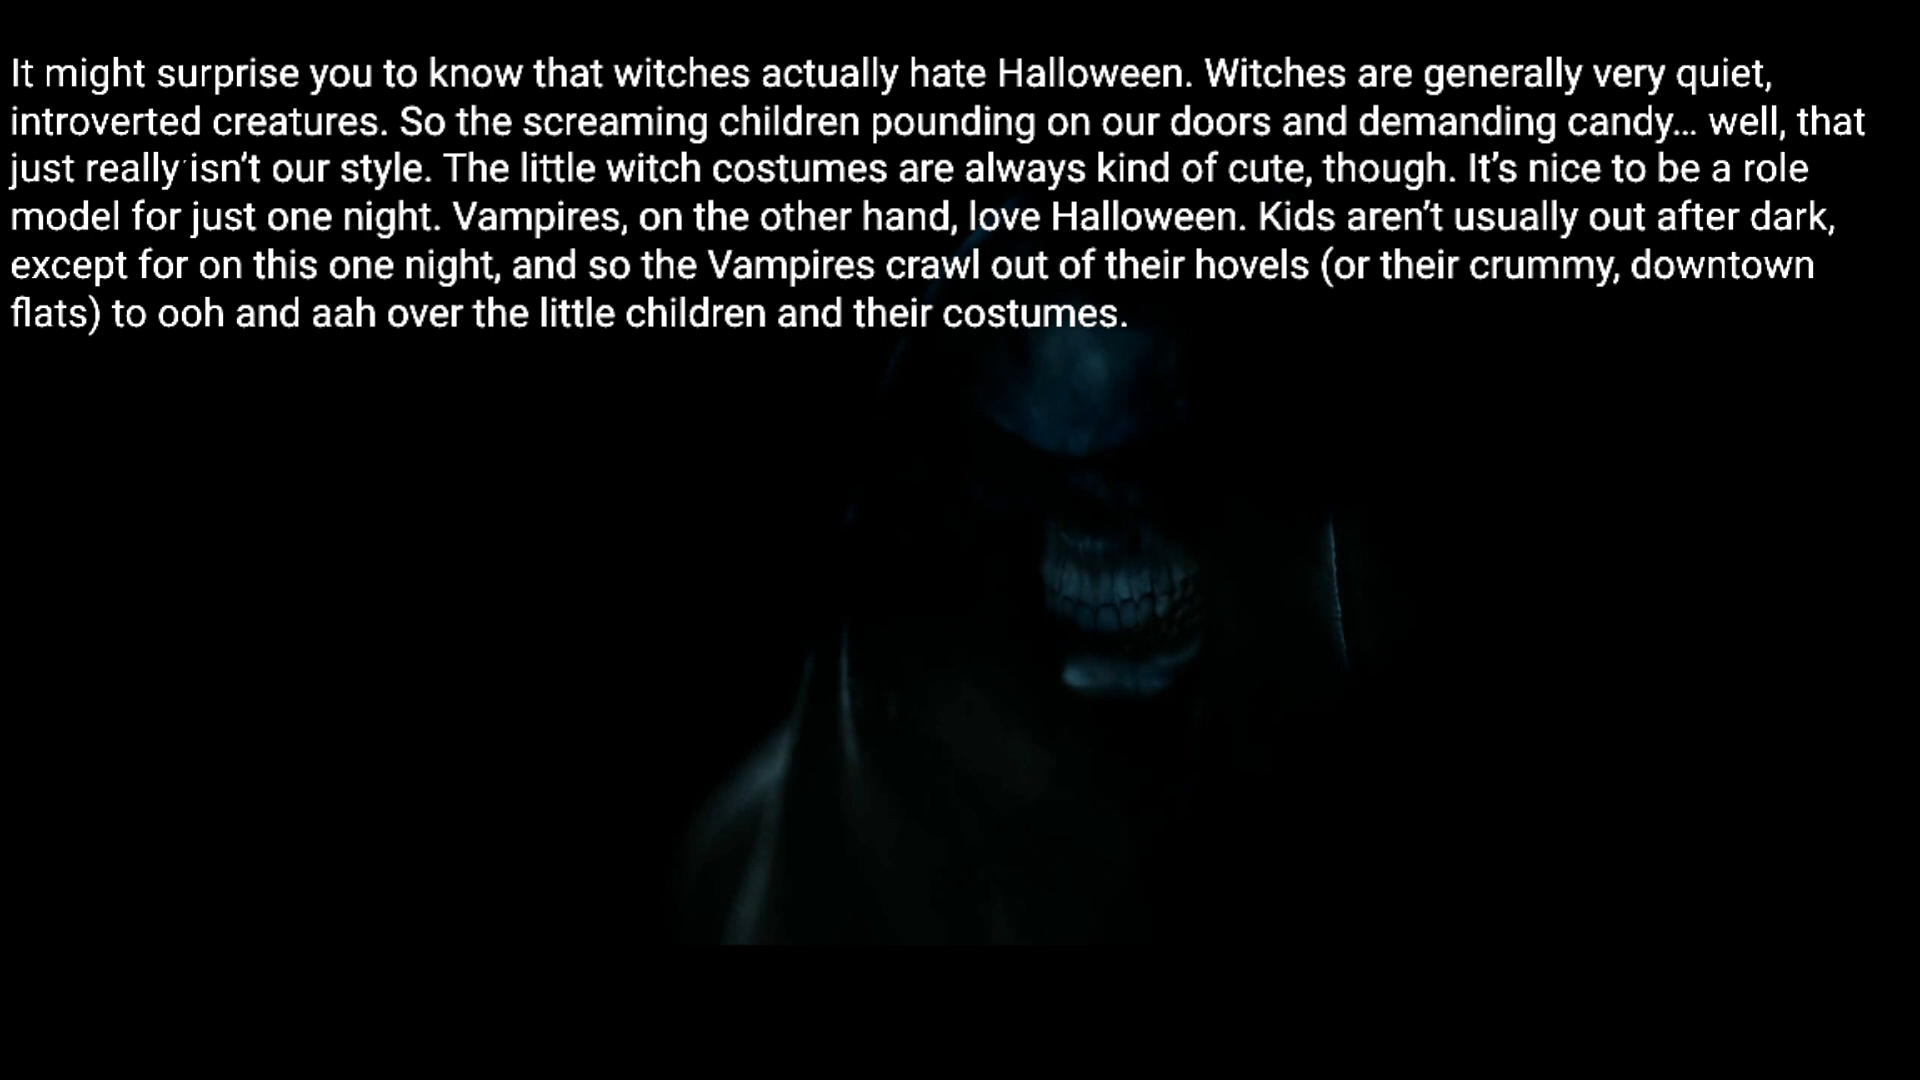 It might surprise you to know that witches actually hate Halloween. Witches are generally very quiet,
introverted creatures. So the screaming children pounding on our doors and demanding candy… well, that
just really isn’t our style. The little witch costumes are always kind of cute, though. It’s nice to be a role
model for just one night. Vampires, on the other hand, love Halloween. Kids aren’t usually out after dark,
except for on this one night, and so the Vampires crawl out of their hovels (or their crummy, downtown
flats) to ooh and aah over the little children and their costumes.